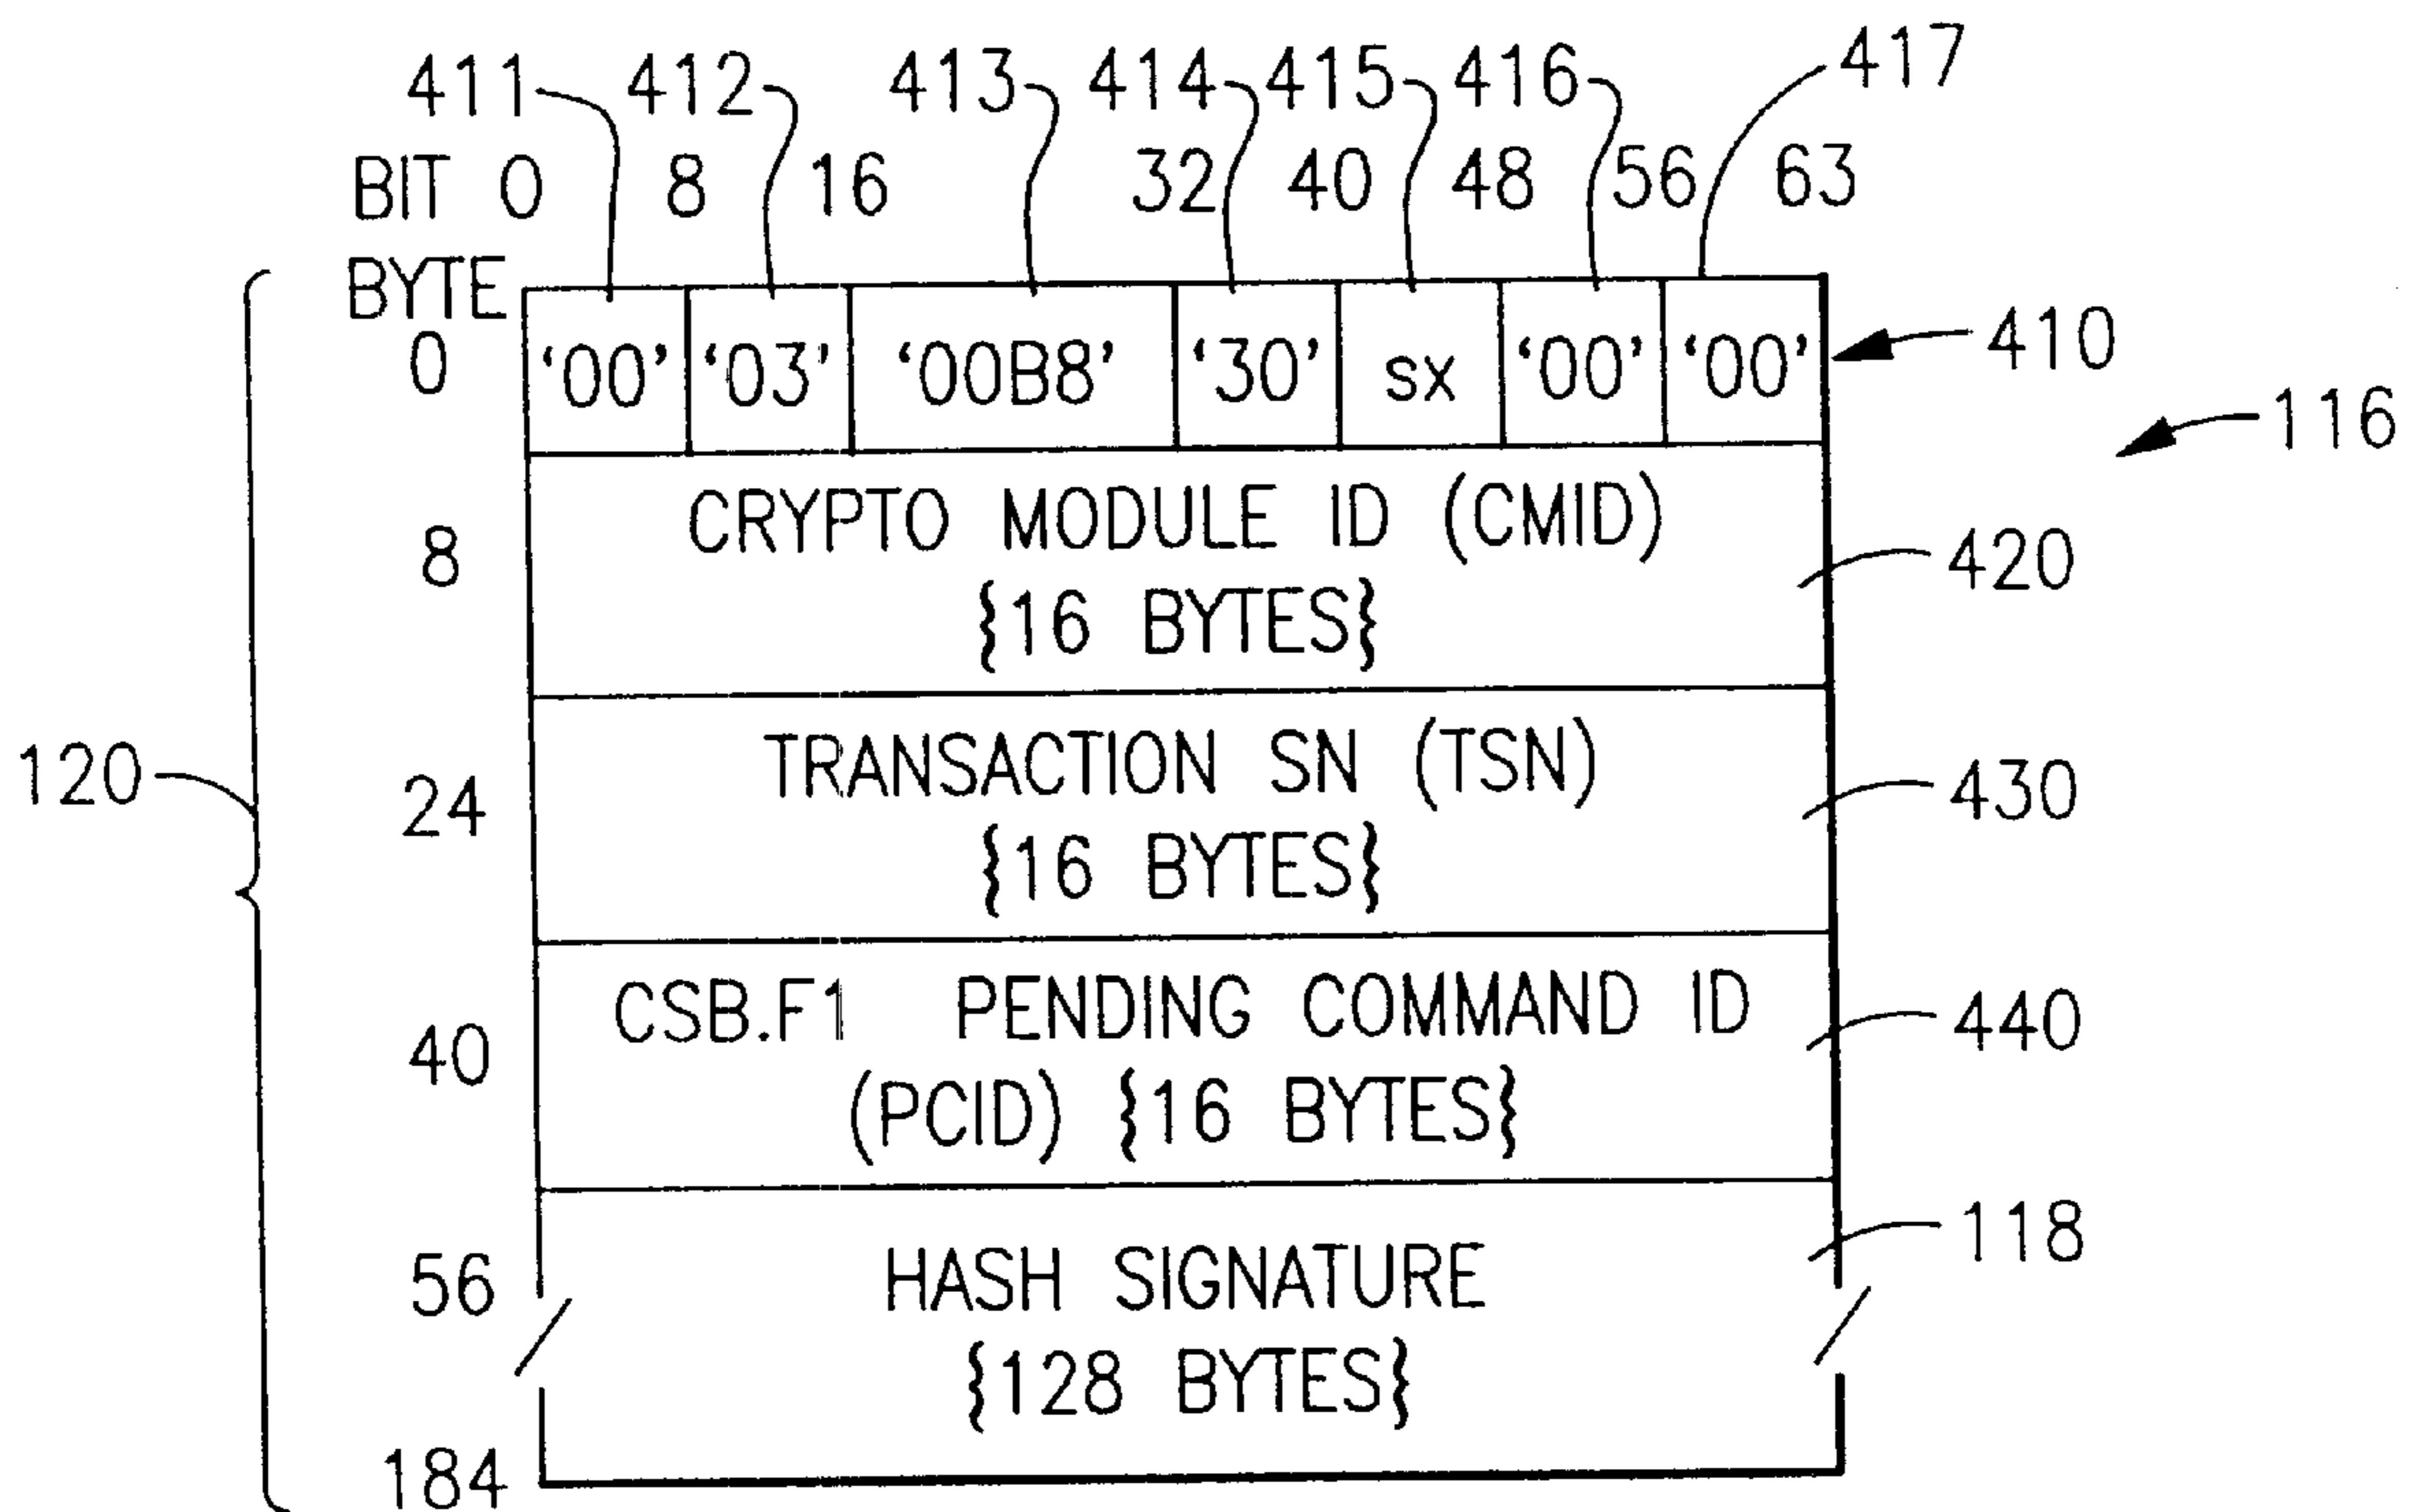 411 412 413 414 415 416 417
BIT 0 8 16 32 40 48 56 63
BYTE
0 '00' '03' '00B8' '30' sx '00' '00' 410
116
CRYPTO MODULE ID (CMID)
8 420
{16 BYTES}
TRANSACTION SN (TSN)
120 24 430
{16 BYTES}
CSB.F1 PENDING COMMAND ID
40 440
(PCID) {16 BYTES}
118
56 HASH SIGNATURE
{128 BYTES}
184